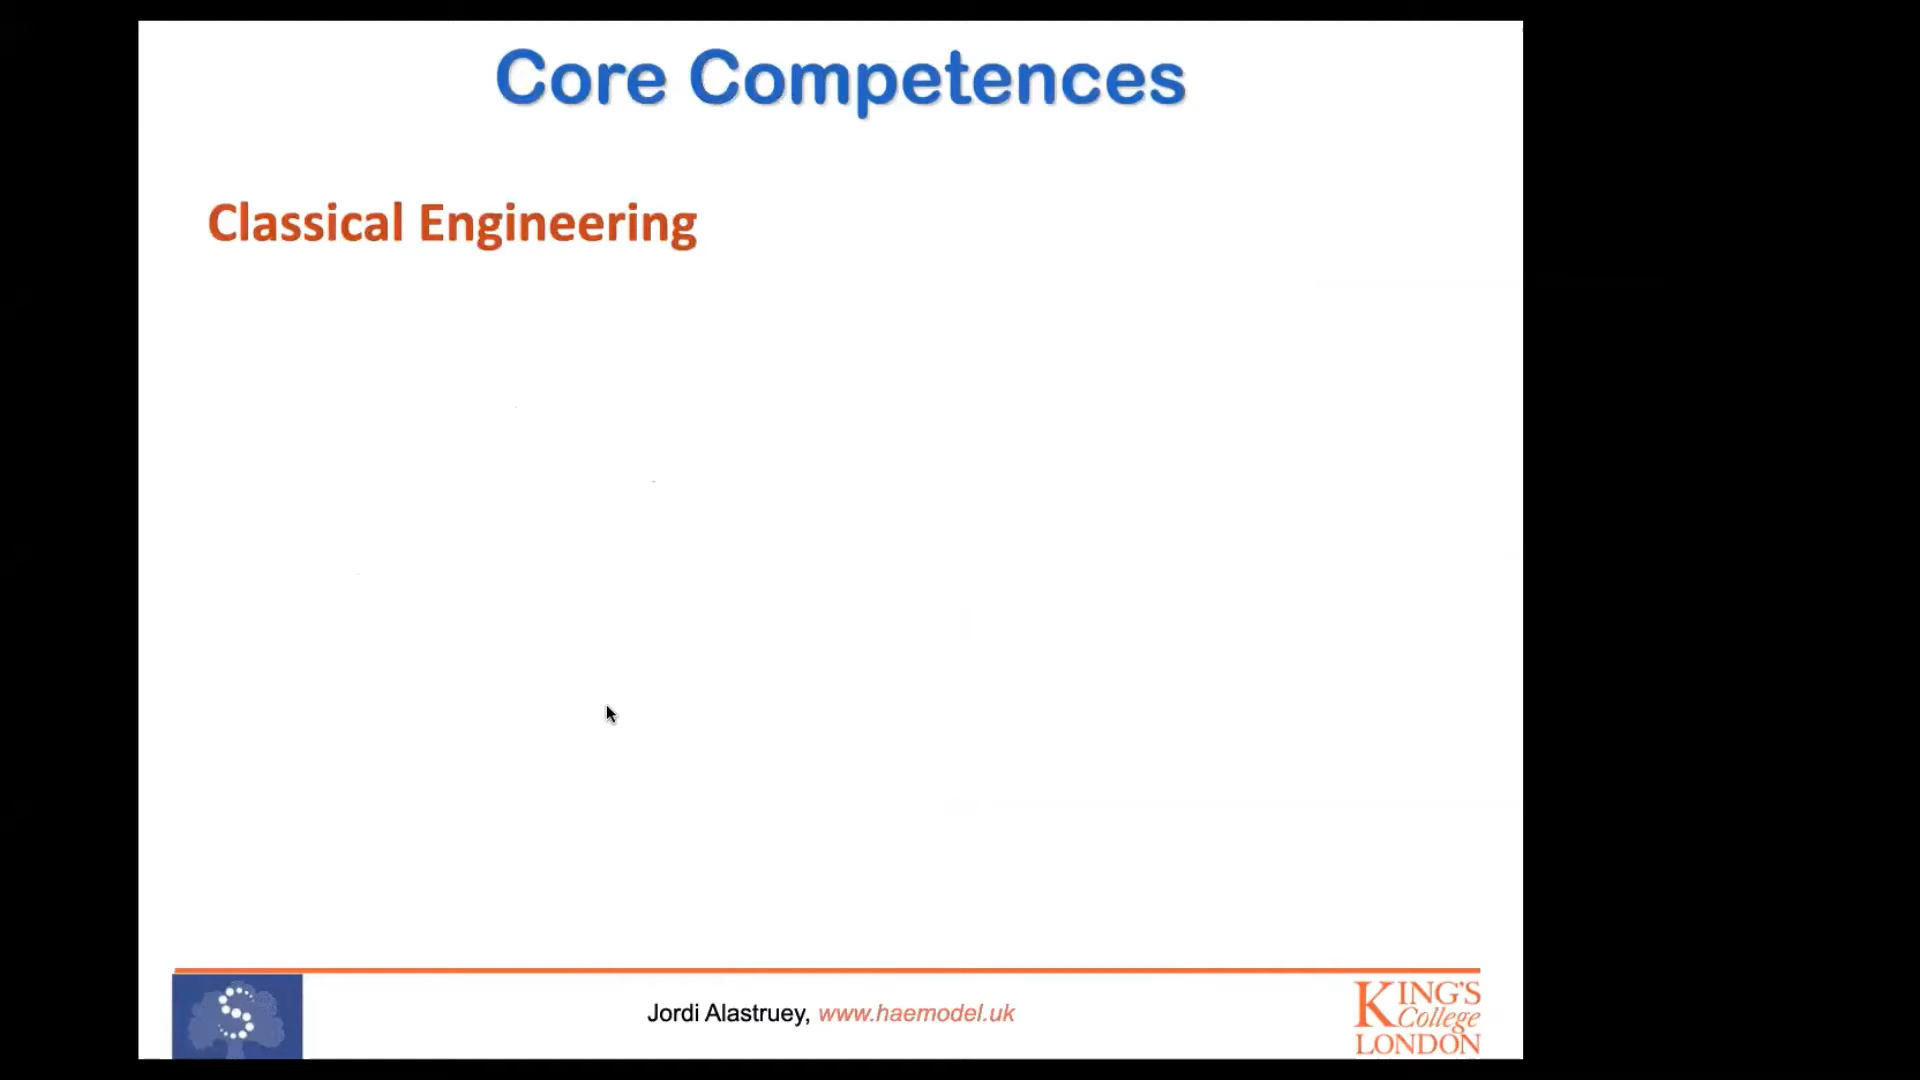 Core Competences
Classical Engineering
Jordi Alastruey, www.haemodel.uk
KING'S
College
LONDON